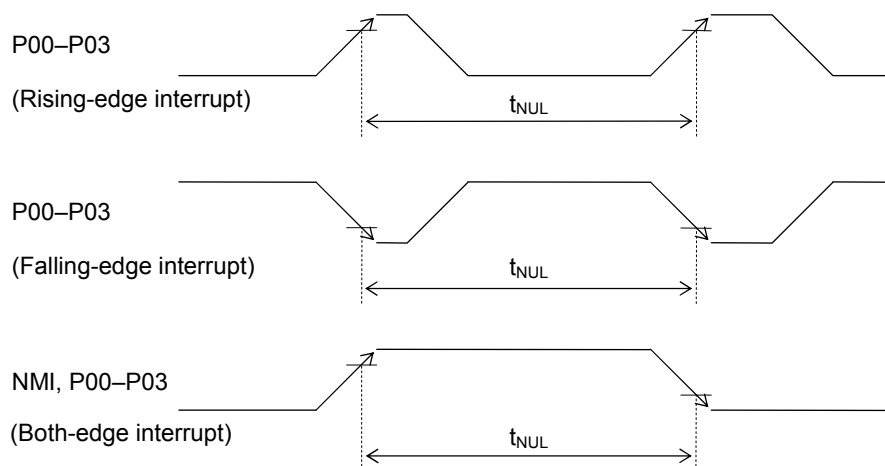 P00–P03
(Rising-edge interrupt)
tNUL
P00–P03
(Falling-edge interrupt)
tNUL
NMI, P00–P03
(Both-edge interrupt)
tNUL